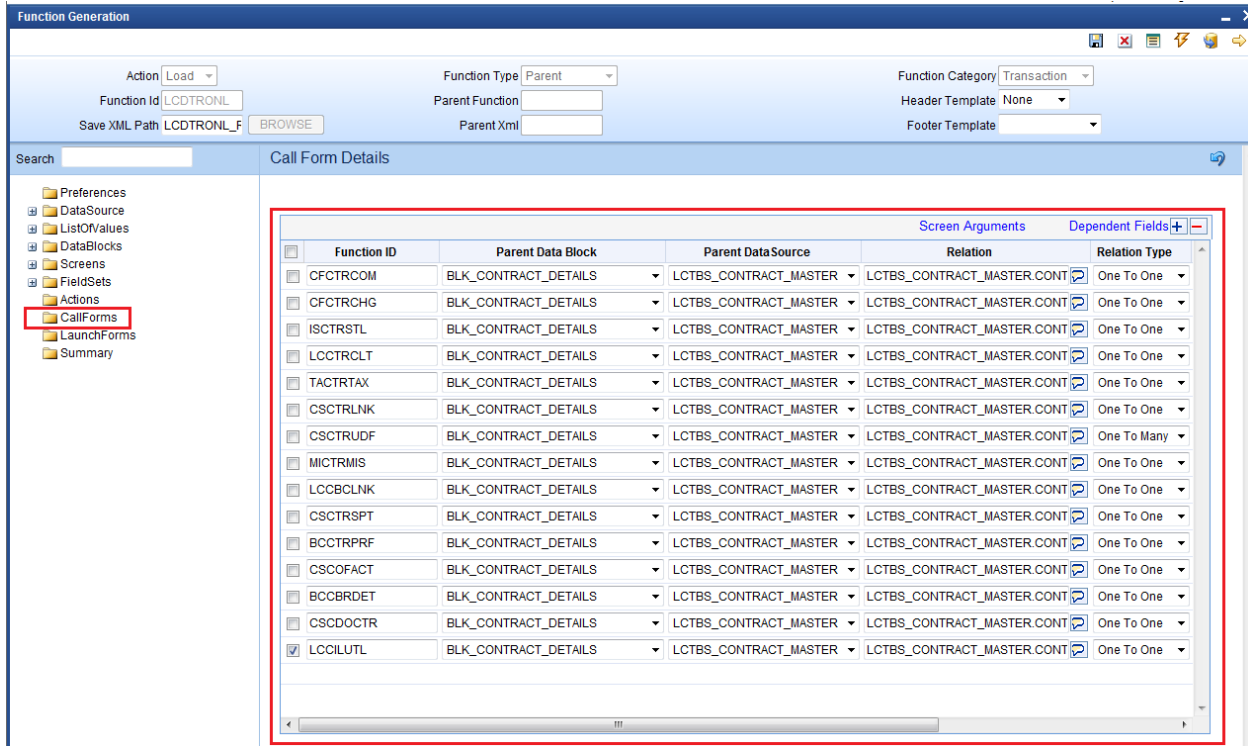 Function Generation
Action Load Function Type Parent Function Category Transaction
Function Id LCDTRONL Parent Function Header Template None
Save XML Path LCDTRONL_F BROWSE Parent Xml Footer Template
Search Call Form Details
Preferences
DataSource
ListOfValues
DataBlocks
Screens
FieldSets
Actions
CallForms
LaunchForms
Summary
Screen Arguments Dependent Fields
Function ID Parent Data Block Parent DataSource Relation Relation Type
CFCTRCOM BLK_CONTRACT_DETAILS LCTBS_CONTRACT_MASTER LCTBS_CONTRACT_MASTER.CONT One To One
CFCTRCHG BLK_CONTRACT_DETAILS LCTBS_CONTRACT_MASTER LCTBS_CONTRACT_MASTER.CONT One To One
ISCTRSTL BLK_CONTRACT_DETAILS LCTBS_CONTRACT_MASTER LCTBS_CONTRACT_MASTER.CONT One To One
LCCTRCLT BLK_CONTRACT_DETAILS LCTBS_CONTRACT_MASTER LCTBS_CONTRACT_MASTER.CONT One To One
TACTRTAX BLK_CONTRACT_DETAILS LCTBS_CONTRACT_MASTER LCTBS_CONTRACT_MASTER.CONT One To One
CSCTRLNK BLK_CONTRACT_DETAILS LCTBS_CONTRACT_MASTER LCTBS_CONTRACT_MASTER.CONT One To One
CSCTRUDF BLK_CONTRACT_DETAILS LCTBS_CONTRACT_MASTER LCTBS_CONTRACT_MASTER.CONT One To Many
MICTRMIS BLK_CONTRACT_DETAILS LCTBS_CONTRACT_MASTER LCTBS_CONTRACT_MASTER.CONT One To One
LCCBCLNK BLK_CONTRACT_DETAILS LCTBS_CONTRACT_MASTER LCTBS_CONTRACT_MASTER.CONT One To One
CSCTRSPT BLK_CONTRACT_DETAILS LCTBS_CONTRACT_MASTER LCTBS_CONTRACT_MASTER.CONT One To One
BCCTRPRF BLK_CONTRACT_DETAILS LCTBS_CONTRACT_MASTER LCTBS_CONTRACT_MASTER.CONT One To One
CSCOFACT BLK_CONTRACT_DETAILS LCTBS_CONTRACT_MASTER LCTBS_CONTRACT_MASTER.CONT One To One
BCCBRDET BLK_CONTRACT_DETAILS LCTBS_CONTRACT_MASTER LCTBS_CONTRACT_MASTER.CONT One To One
CSCDOCTR BLK_CONTRACT_DETAILS LCTBS_CONTRACT_MASTER LCTBS_CONTRACT_MASTER.CONT One To One
LCCILUTL BLK_CONTRACT_DETAILS LCTBS_CONTRACT_MASTER LCTBS_CONTRACT_MASTER.CONT One To One